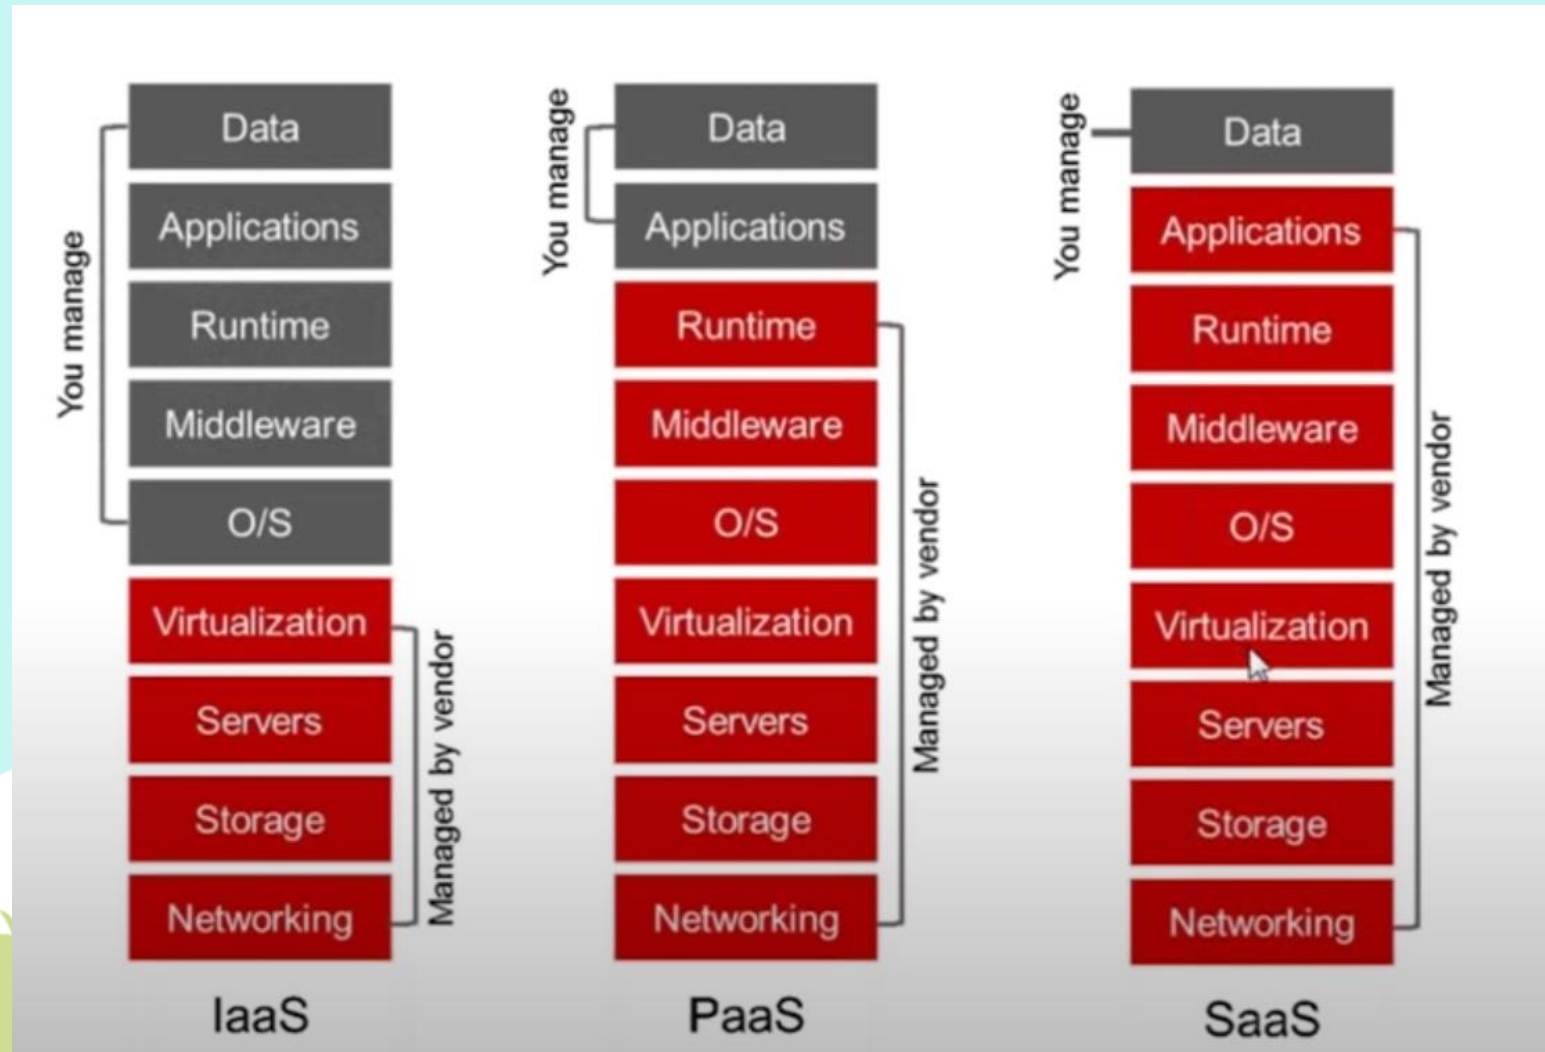 You manage
Data
Applications
Runtime
Middleware
O/S
Virtualization
Servers
Storage
Networking
Managed by vendor
IaaS
You manage
Data
Applications
Runtime
Middleware
O/S
Virtualization
Servers
Storage
Networking
Managed by vendor
PaaS
You manage
Data
Applications
Runtime
Middleware
O/S
Virtualization
Servers
Storage
Networking
Managed by vendor
SaaS